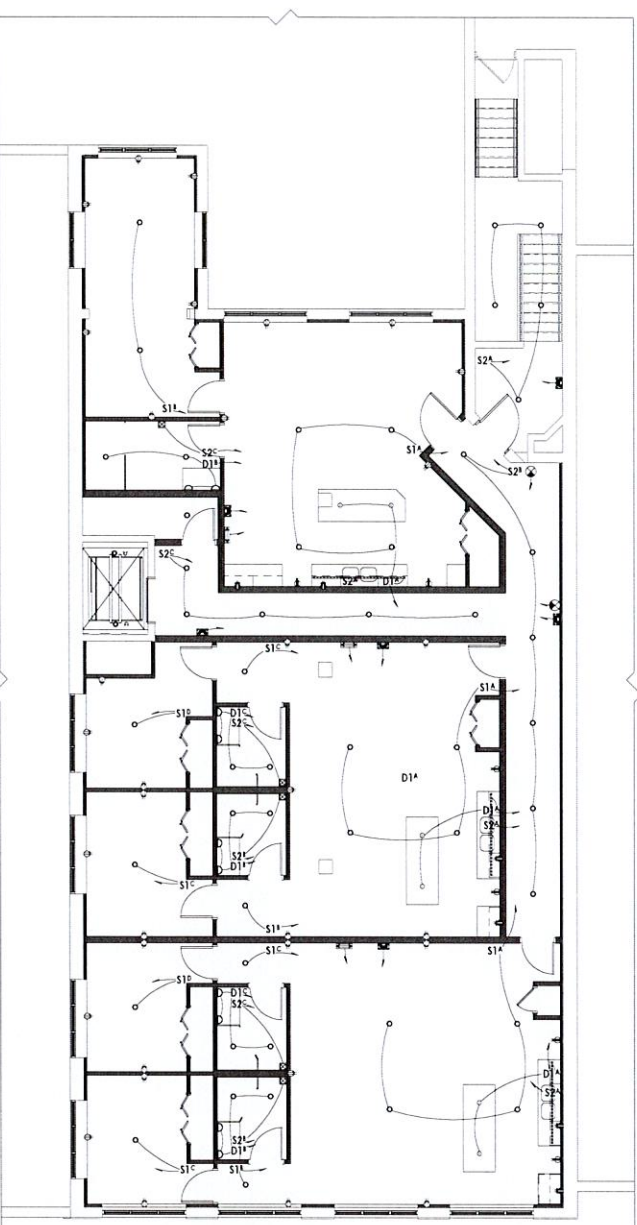 S2ᴬ
S1ᴮ
S2ᶜ
D1ᴮ
S1ᴬ
S2ᴮ
S2ᶜ
S2ᴬ D1ᴬ
S1ᶜ
S1ᴬ
S1ᴰ
D1ᶜ
S2ᶜ
D1ᴬ
D1ᴬ
S2ᴬ
S2ᴮ
D1ᴮ
S1ᶜ
S1ᴮ
S1ᴬ
S1ᶜ
S1ᴰ
D1ᶜ
S2ᶜ
D1ᴬ
S2ᴬ
S2ᴮ
D1ᴮ
S1ᶜ S1ᴮ